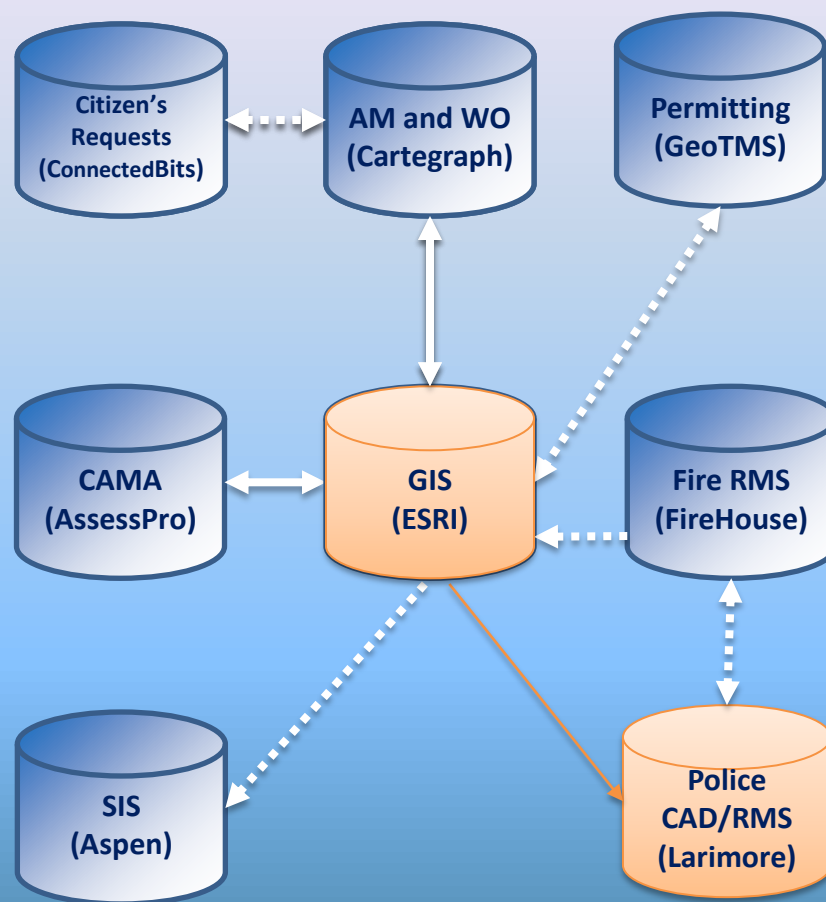 Citizen's
Requests
(ConnectedBits)
AM and WO
(Cartegraph)
Permitting
(GeoTMS)
CAMA
(AssessPro)
GIS
(ESRI)
Fire RMS
(FireHouse)
SIS
(Aspen)
Police
CAD/RMS
(Larimore)